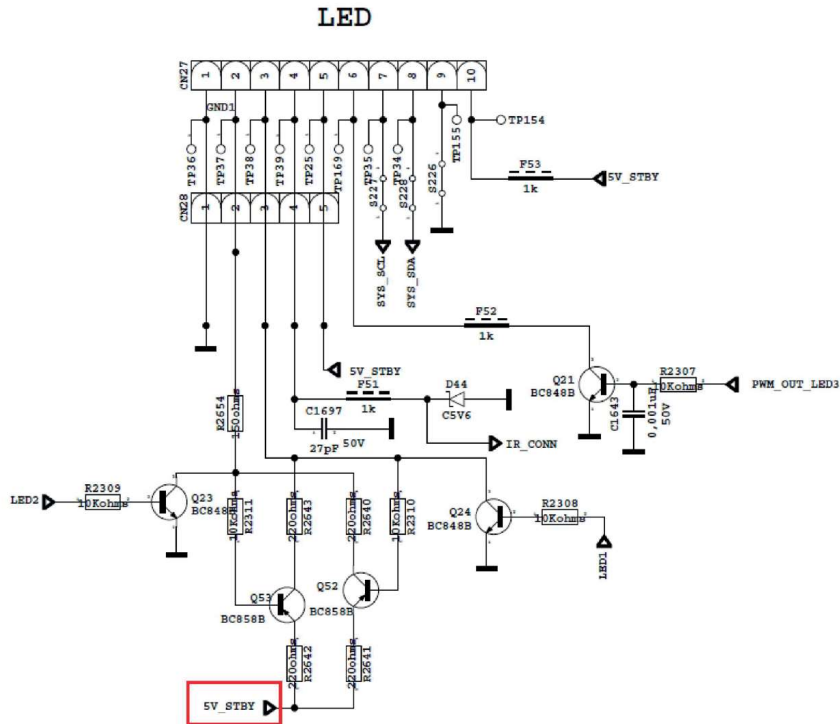 LED
CN27
1 2 3 4 5 6 7 8 9 10
GND1
TP36
TP37
TP38
TP39
TP25
TP169
TP35
S227
TP34
S228
S226
TP155
TP154
F53
1k
5V_STBY
CN28
1 2 3 4 5
SYS_SCL
SYS_SDA
F52
1k
5V_STBY
F51
1k
D44
C5V6
Q21
BC848B
R2307
10Kohms
PWM_OUT_LED3
C1643
0,001uF
50V
R2654
150ohms
C1697
27pF
50V
IR_CONN
LED2
R2309
10Kohms
Q23
BC848B
10Kohms
R2311
220ohms
R2643
220ohms
R2640
10Kohms
R2310
Q24
BC848B
R2308
10Kohms
LED1
Q53
BC858B
Q52
BC858B
220ohms
R2642
220ohms
R2641
5V_STBY